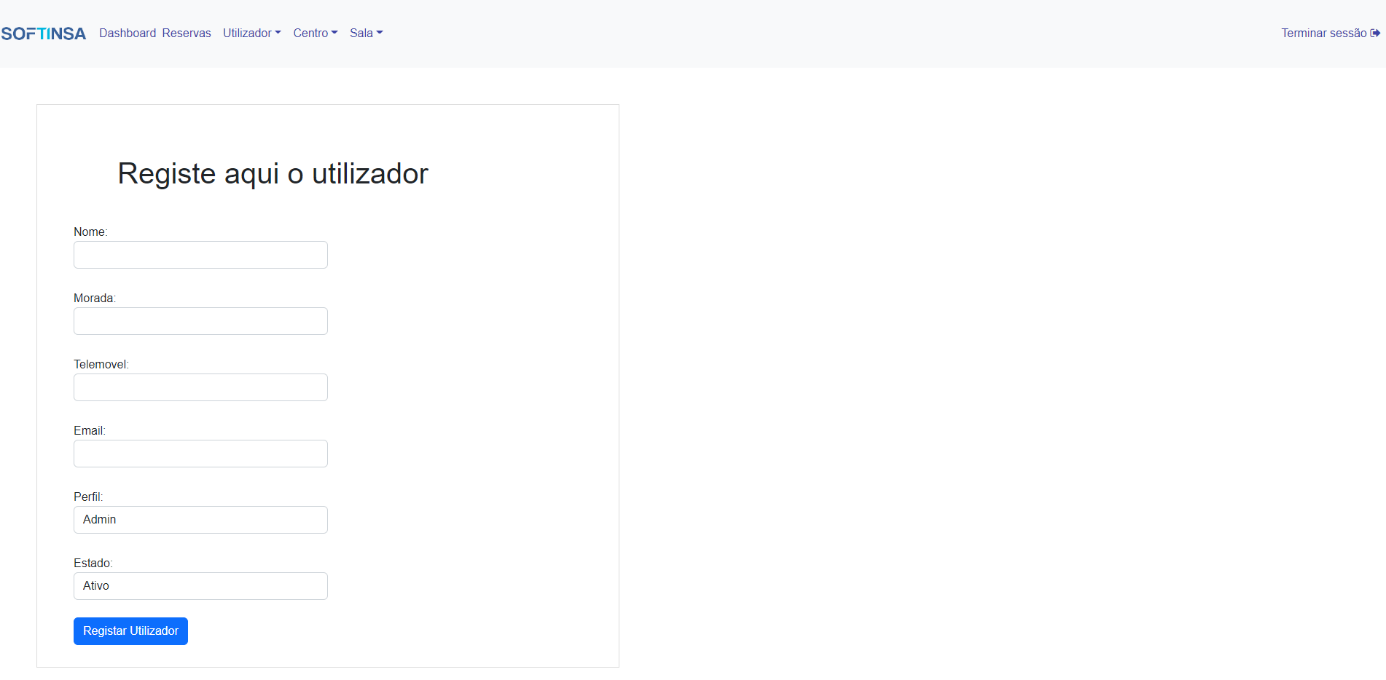 SOFTINSA Dashboard Reservas Utilizador Centro Sala Terminar sessão
Registe aqui o utilizador
Nome:
Morada:
Telemovel:
Email:
Perfil:
Admin
Estado:
Ativo
Registar Utilizador